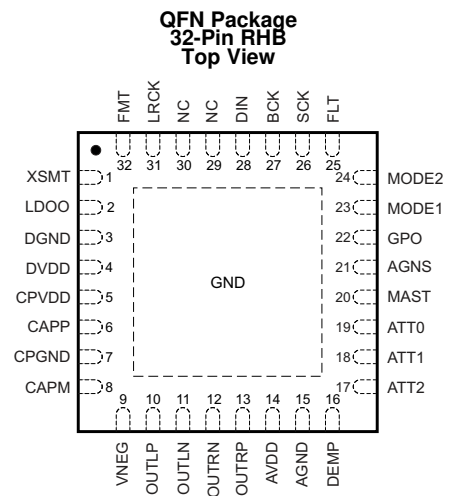 QFN Package
32-Pin RHB
Top View
FMT LRCK NC NC DIN BCK SCK FLT
32 31 30 29 28 27 26 25
XSMT 1
LDOO 2
DGND 3
DVDD 4
CPVDD 5
CAPP 6
CPGND 7
CAPM 8
GND
24 MODE2
23 MODE1
22 GPO
21 AGNS
20 MAST
19 ATT0
18 ATT1
17 ATT2
9 10 11 12 13 14 15 16
VNEG OUTLP OUTLN OUTRN OUTRP AVDD AGND DEMP